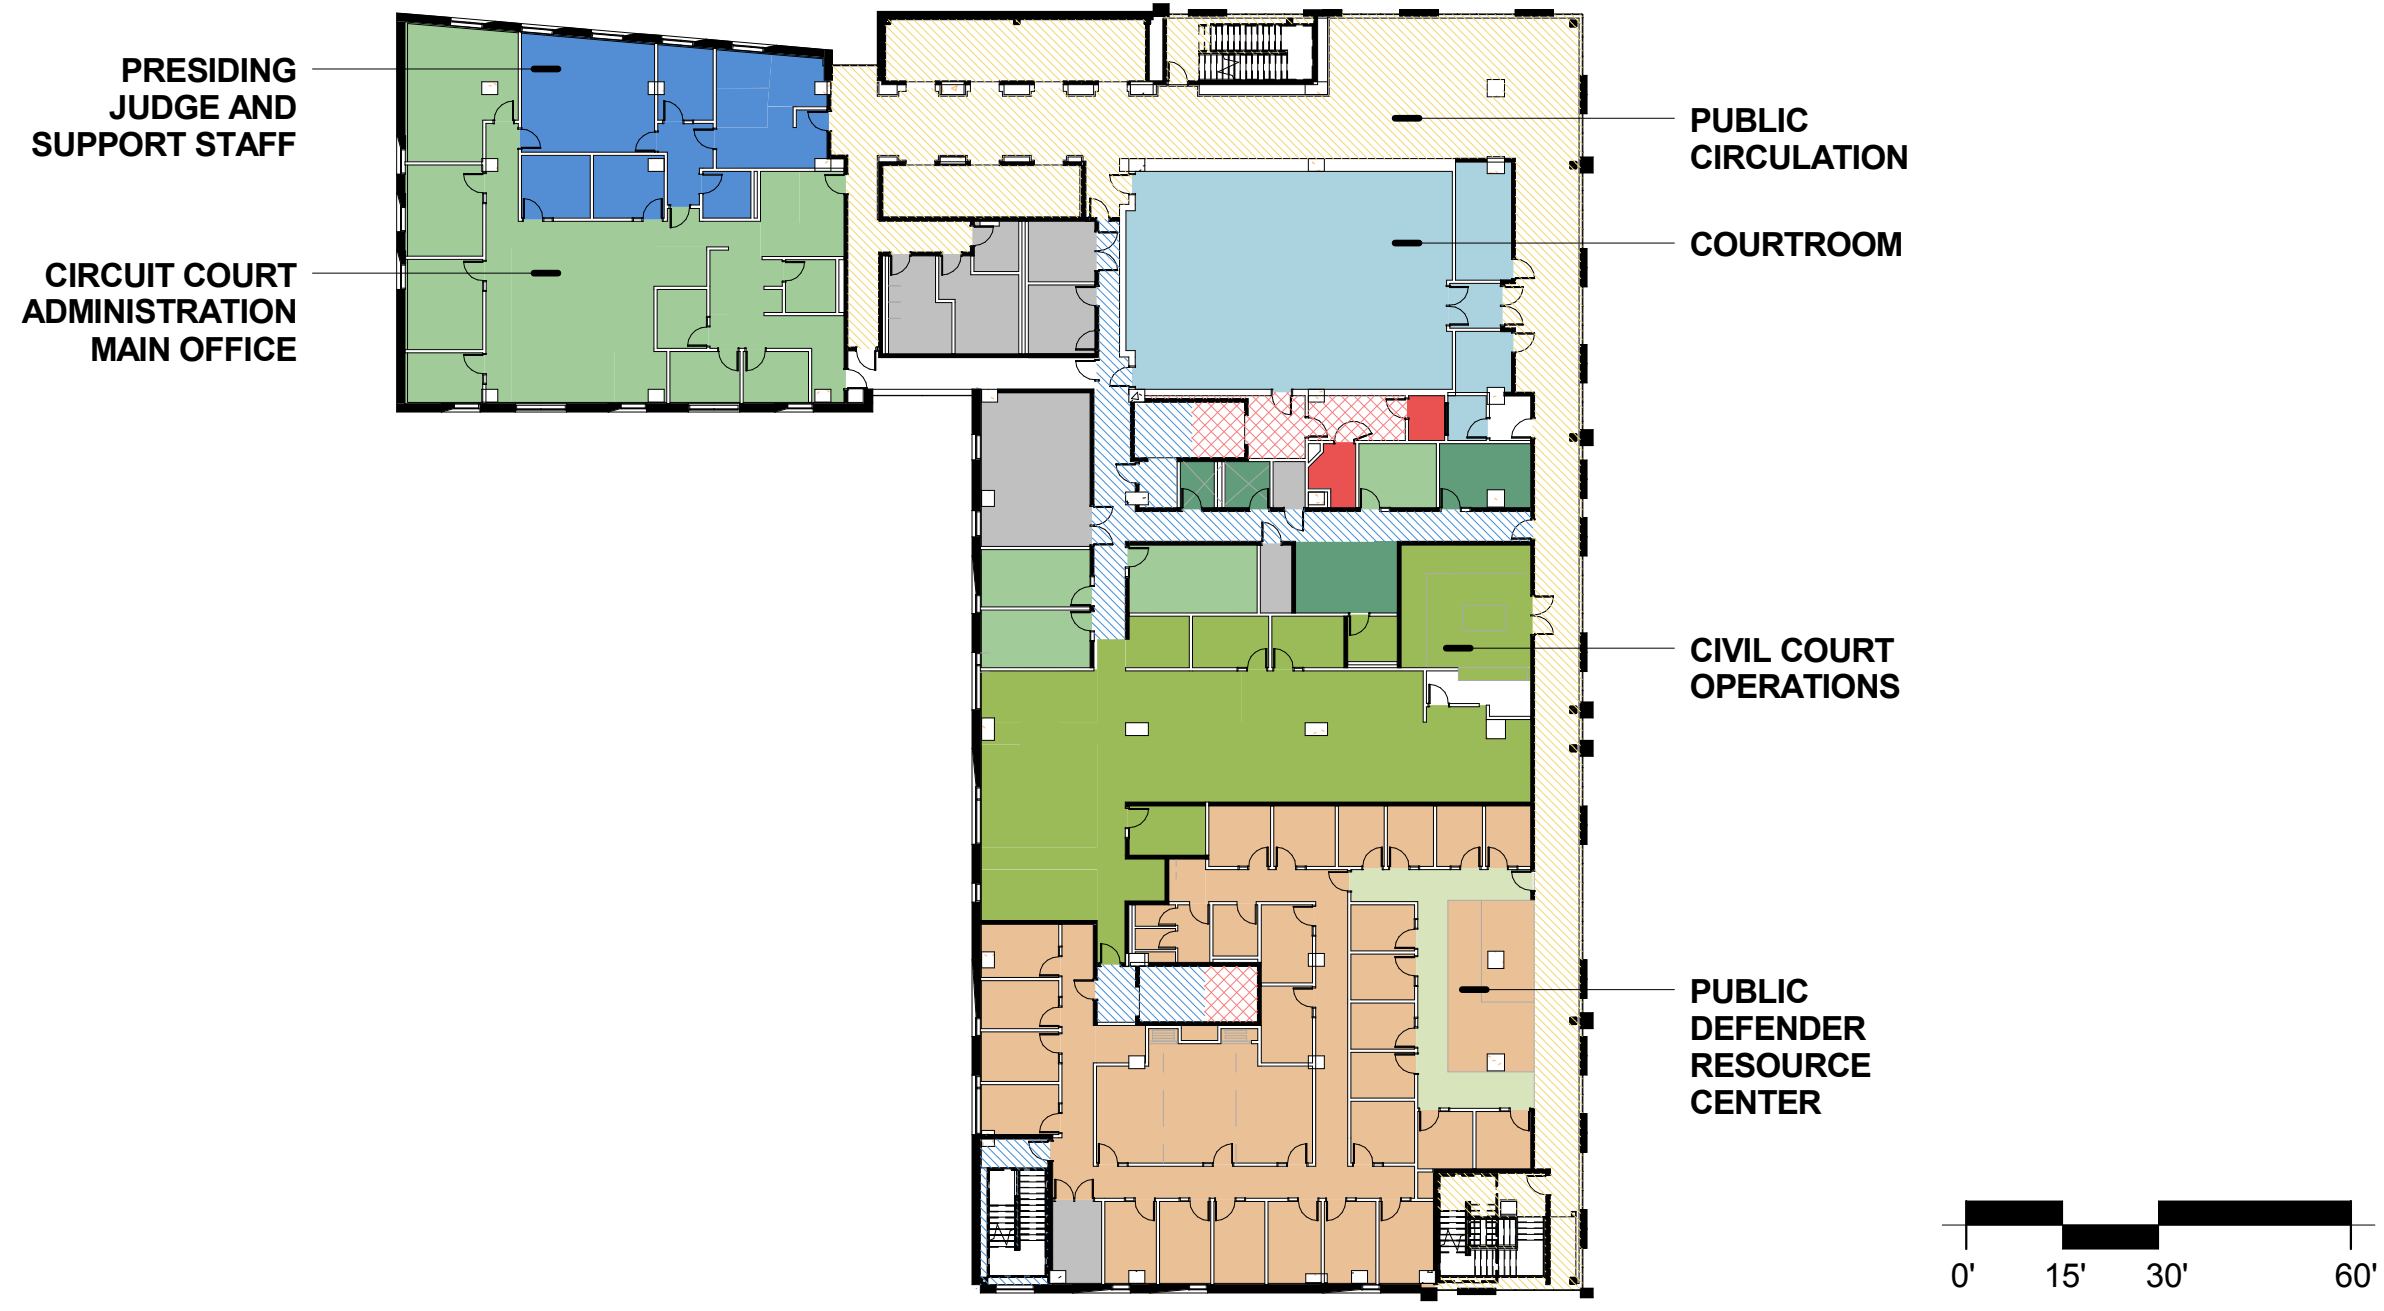 PRESIDING
JUDGE AND
SUPPORT STAFF
CIRCUIT COURT
ADMINISTRATION
MAIN OFFICE
PUBLIC
CIRCULATION
COURTROOM
CIVIL COURT
OPERATIONS
PUBLIC
DEFENDER
RESOURCE
CENTER
0' 15' 30' 60'